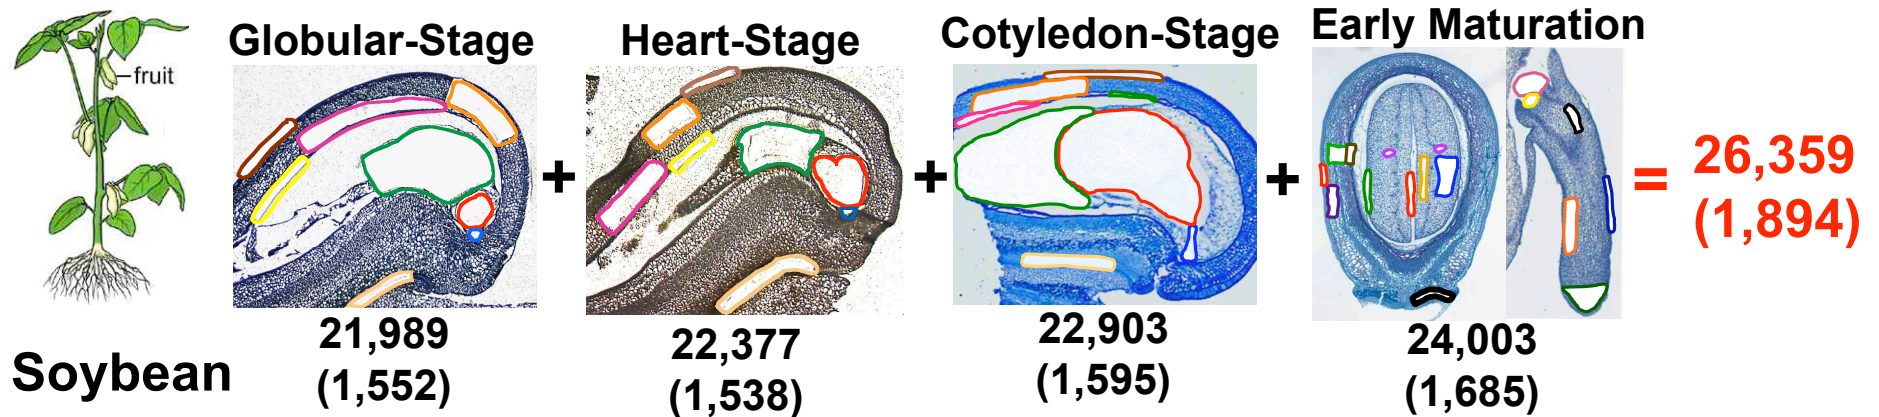 fruit
Soybean
Globular-Stage
21,989
(1,552)
+
Heart-Stage
22,377
(1,538)
+
Cotyledon-Stage
22,903
(1,595)
+
Early Maturation
24,003
(1,685)
=
26,359
(1,894)